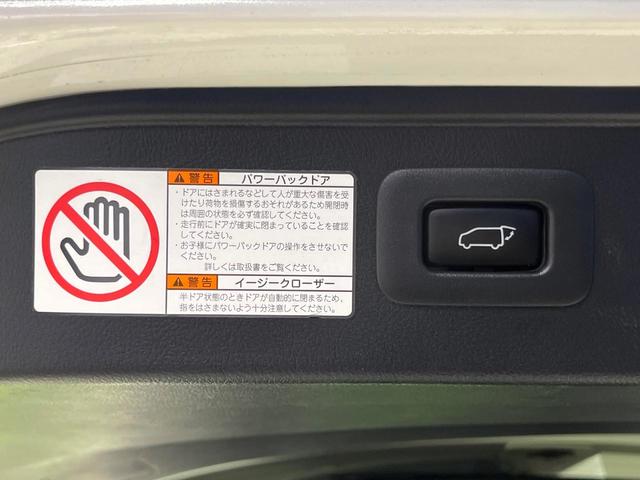 警告 パワーバックドア
・ドアにはさまれるなどして人が重大な傷害を受
けたり荷物を損傷するおそれがあるため開閉時
は周囲の状態を必ず確認してください。
・走行前にドアが確実に閉まっていることを確認
してください。
・お子様にパワーバックドアの操作をさせないで
ください。
詳しくは取扱書をご覧ください。
警告 イージークローザー
半ドア状態のときドアが自動的に閉まるため、
指をはさまないよう十分注意してください。